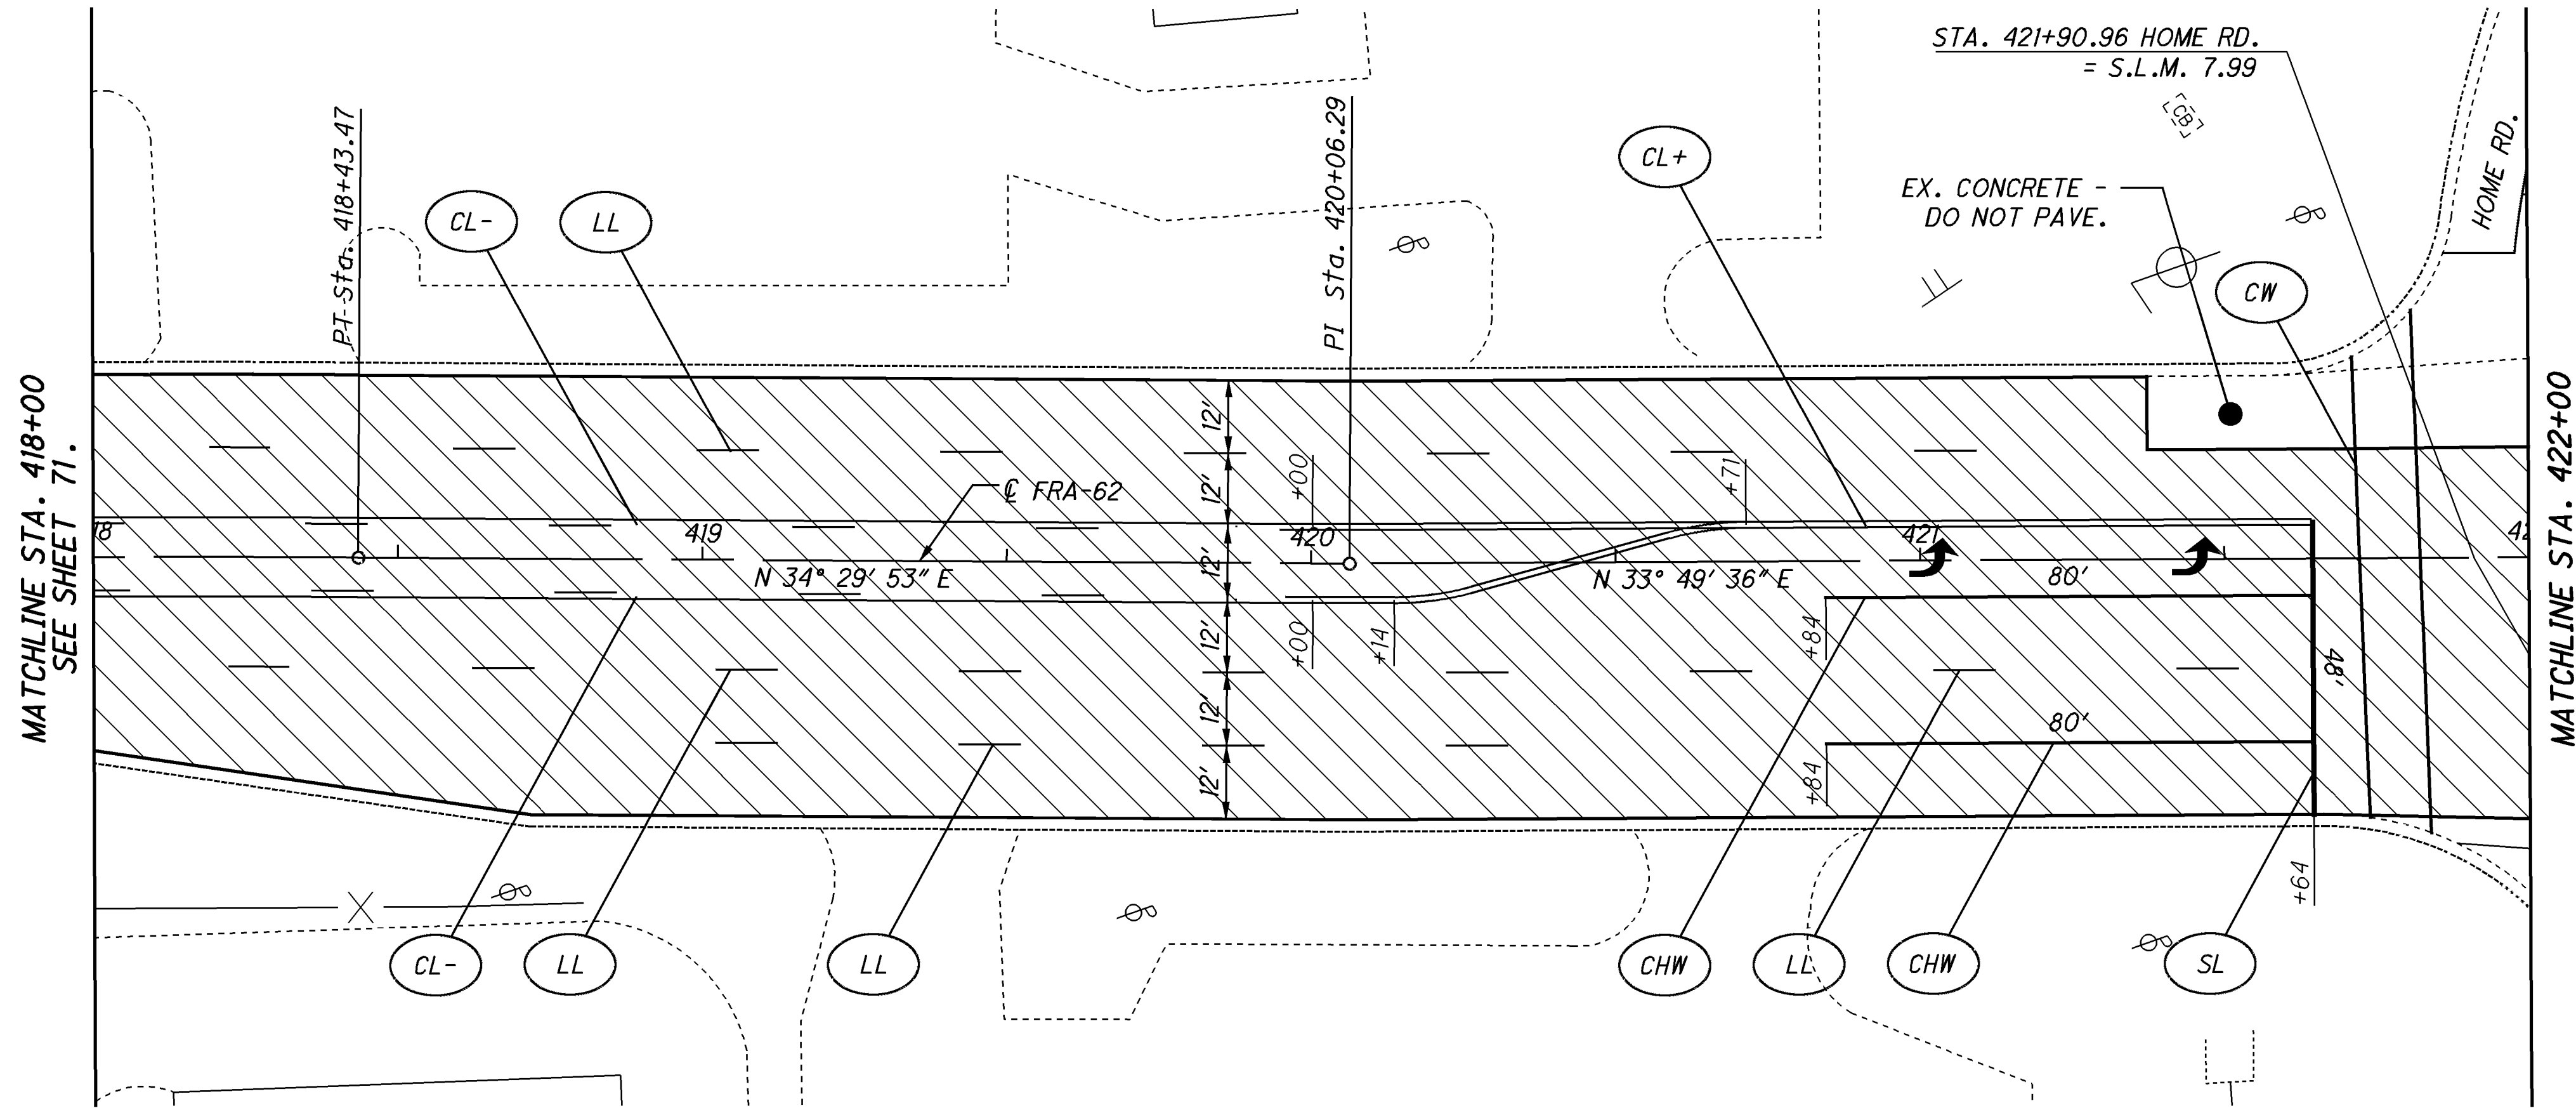 STA. 421+90.96 HOME RD.
= S.L.M. 7.99
CB
HOME RD.
PT Sta. 418+43.47
PI Sta. 420+06.29
CL-
LL
CL+
EX. CONCRETE -
DO NOT PAVE.
CW
MATCHLINE STA. 418+00
SEE SHEET 71.
MATCHLINE STA. 422+00
12'
12'
12'
12'
12'
12'
℄ FRA-62
+00
+71
18
419
420
421
42
N 34° 29' 53" E
N 33° 49' 36" E
80'
+00
+14
+84
48'
80'
+84
+64
CL-
LL
LL
CHW
LL
CHW
SL